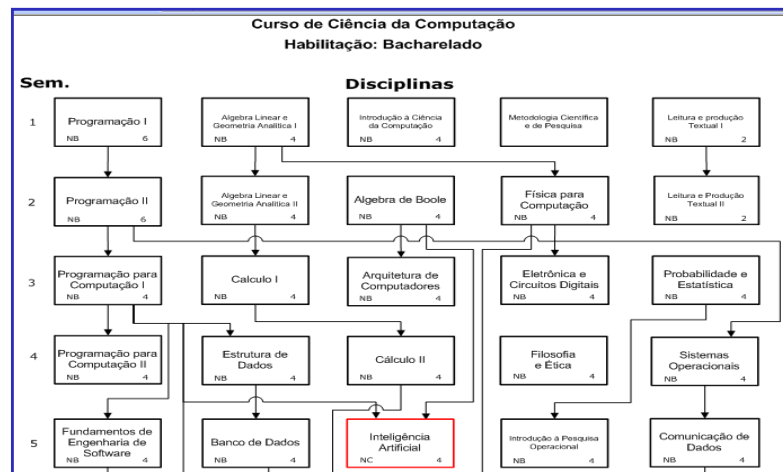 Curso de Ciência da Computação
Habilitação: Bacharelado
Sem.
Disciplinas
1
Programação I
NB 6
Algebra Linear e
Geometria Analitica I
NB 4
Introdução à Ciência
da Computação
NB 4
Metodologia Científica
e de Pesquisa
Leitura e produção
Textual I
NB 2
2
Programação II
NB 6
Algebra Linear e
Geometria Analitica II
NB 4
Algebra de Boole
NB 4
Física para
Computação
NB 4
Leitura e Produção
Textual II
NB 2
3
Programação para
Computação I
NB 4
Calculo I
NB 4
Arquitetura de
Computadores
NB 4
Eletrônica e
Circuitos Digitais
NB 4
Probabilidade e
Estatística
NB 4
4
Programação para
Computação II
NB 4
Estrutura de
Dados
NB 4
Cálculo II
NB 4
Filosofia
e Ética
NB 4
Sistemas
Operacionais
NB 4
5
Fundamentos de
Engenharia de
Software
NB 4
Banco de Dados
NB 4
Inteligência
Artificial
NC 4
Introdução à Pesquisa
Operacional
NB 4
Comunicação de
Dados
NB 4